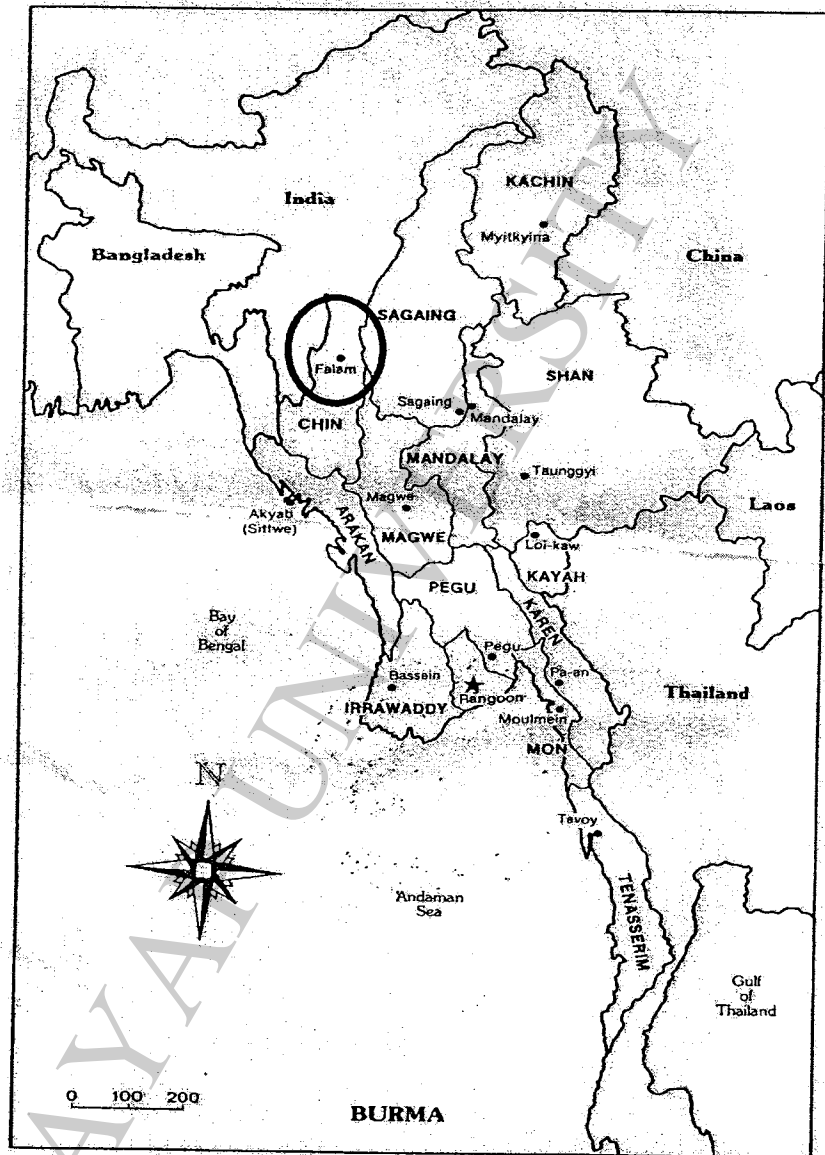 KACHIN
India
Myitkyina
Bangladesh
China
SAGAING
Falam
SHAN
Sagaing
Mandalay
CHIN
MANDALAY
Taunggyi
Magwe
Laos
Akyab
(Sittwe)
ARAKAN
MAGWE
Loi-kaw
KAYAH
PEGU
KAREN
Bay
of
Bengal
Pegu
Bassein
Pa-an
Rangoon
Thailand
IRRAWADDY
Moulmein
MON
N
Tavoy
Andaman
Sea
TENASSERIM
Gulf
of
Thailand
0 100 200
BURMA
AYAP UNIVERSITY